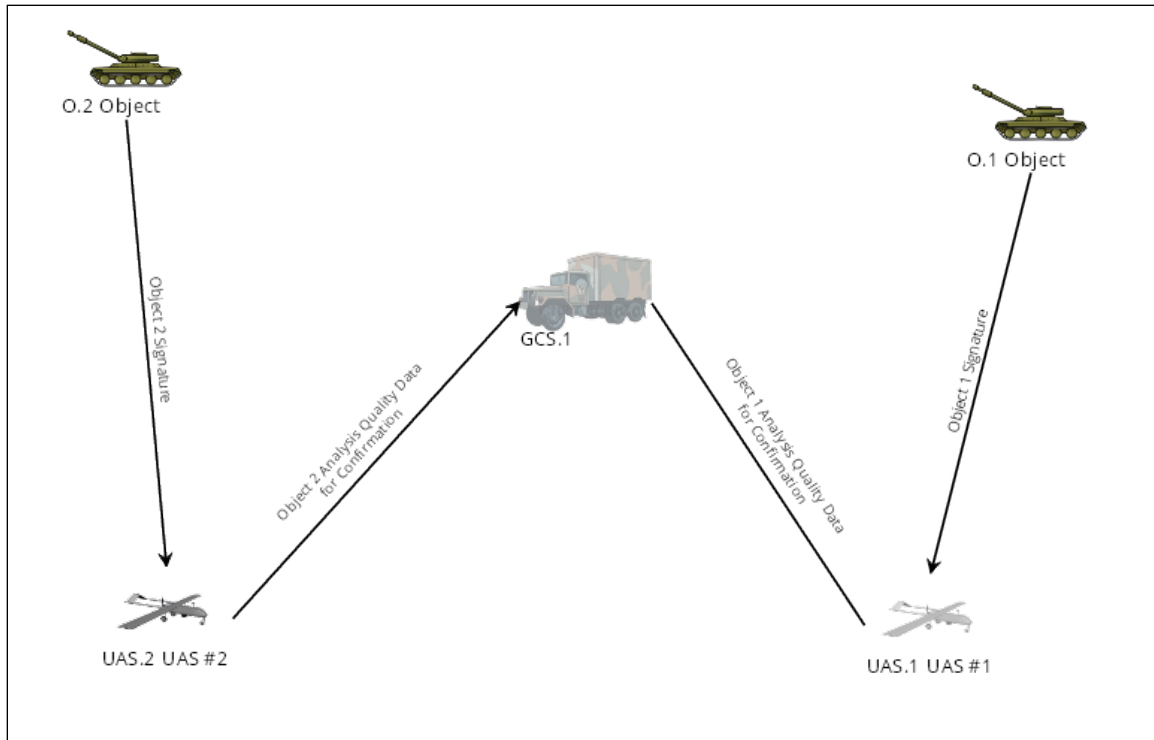 O.2 Object
O.1 Object
Object 2 Signature
Object 1 Signature
GCS.1
Object 2 Analysis Quality Data
for Confirmation
Object 1 Analysis Quality Data
for Confirmation
UAS.2 UAS #2
UAS.1 UAS #1